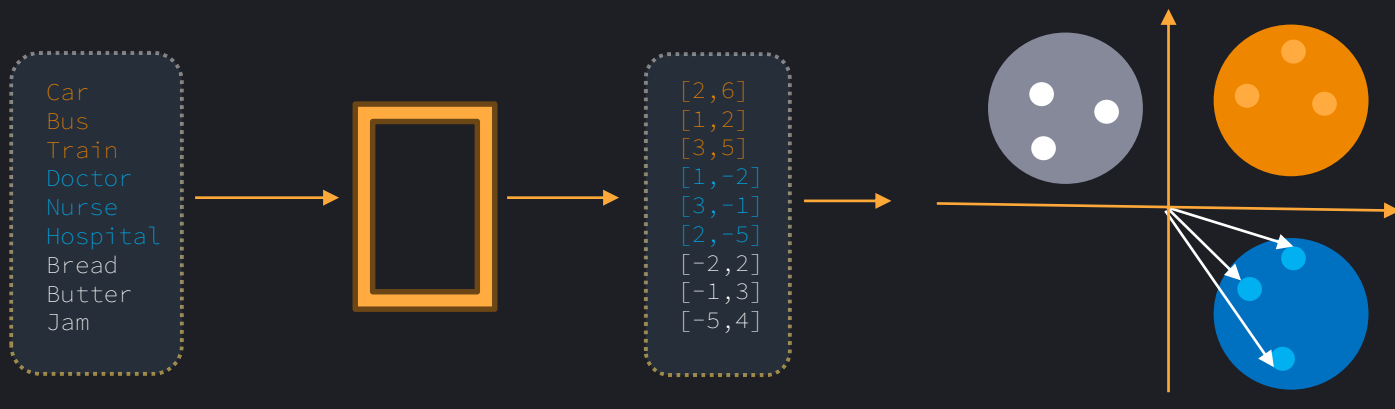 Car
Bus
Train
Doctor
Nurse
Hospital
Bread
Butter
Jam
[2,6]
[1,2]
[3,5]
[1,-2]
[3,-1]
[2,-5]
[-2,2]
[-1,3]
[-5,4]